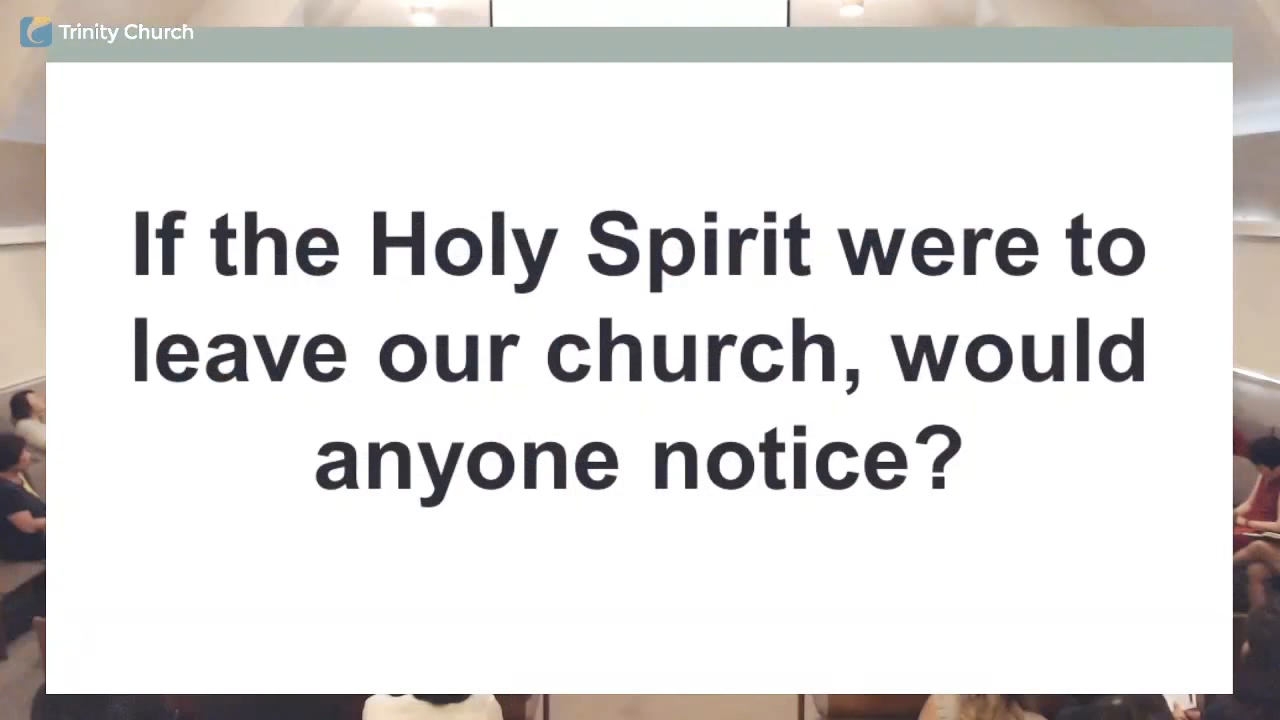 Trinity Church
If the Holy Spirit were to
leave our church, would
anyone notice?